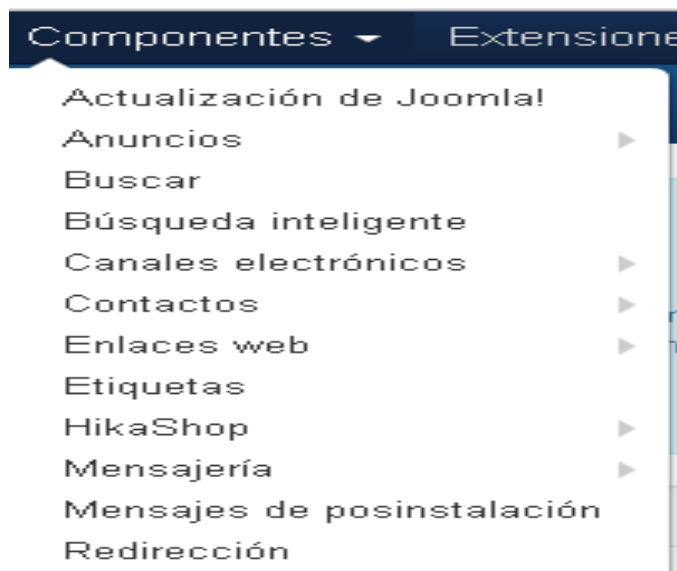 Componentes Extensione
Actualización de Joomla!
Anuncios
Buscar
Búsqueda inteligente
Canales electrónicos
Contactos
Enlaces web
Etiquetas
HikaShop
Mensajería
Mensajes de posinstalación
Redirección